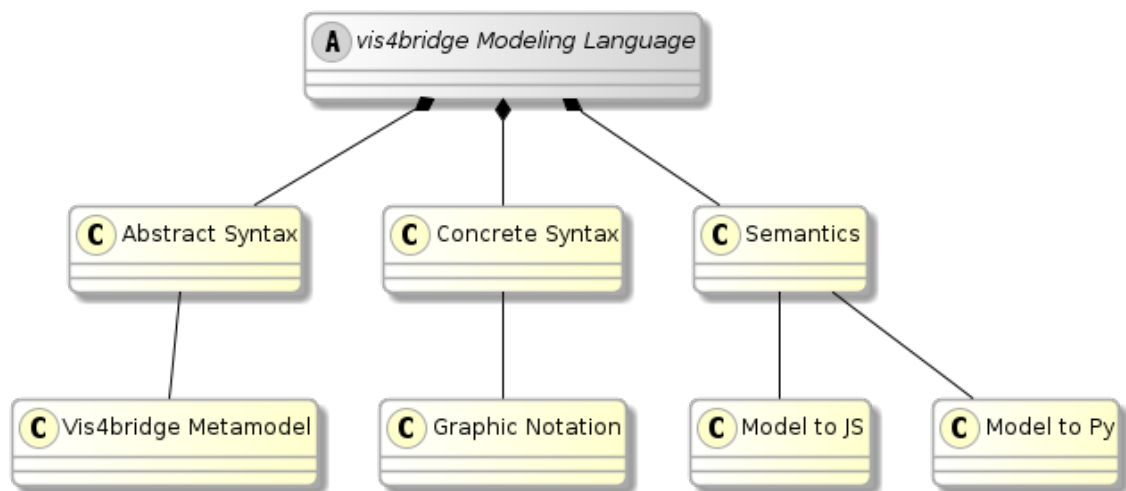 A vis4bridge Modeling Language
C Abstract Syntax
C Concrete Syntax
C Semantics
C Vis4bridge Metamodel
C Graphic Notation
C Model to JS
C Model to Py